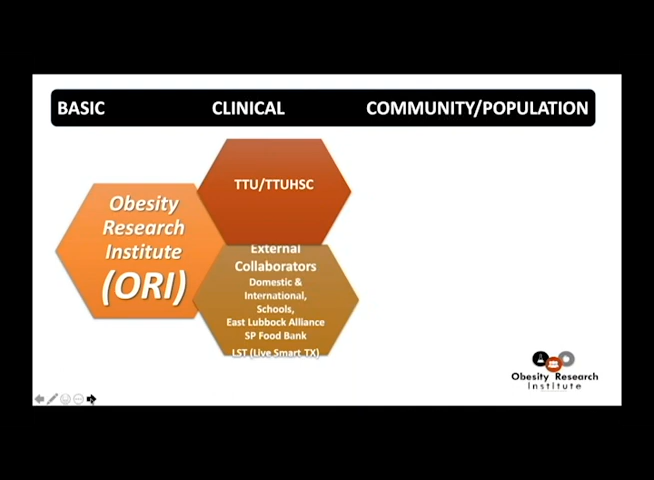 BASIC CLINICAL COMMUNITY/POPULATION
Obesity
Research
Institute
(ORI)
TTU/TTUHSC
External
Collaborators
Domestic &
International,
Schools,
East Lubbock Alliance
SP Food Bank
LST (Live Smart TX)
Obesity Research
Institute